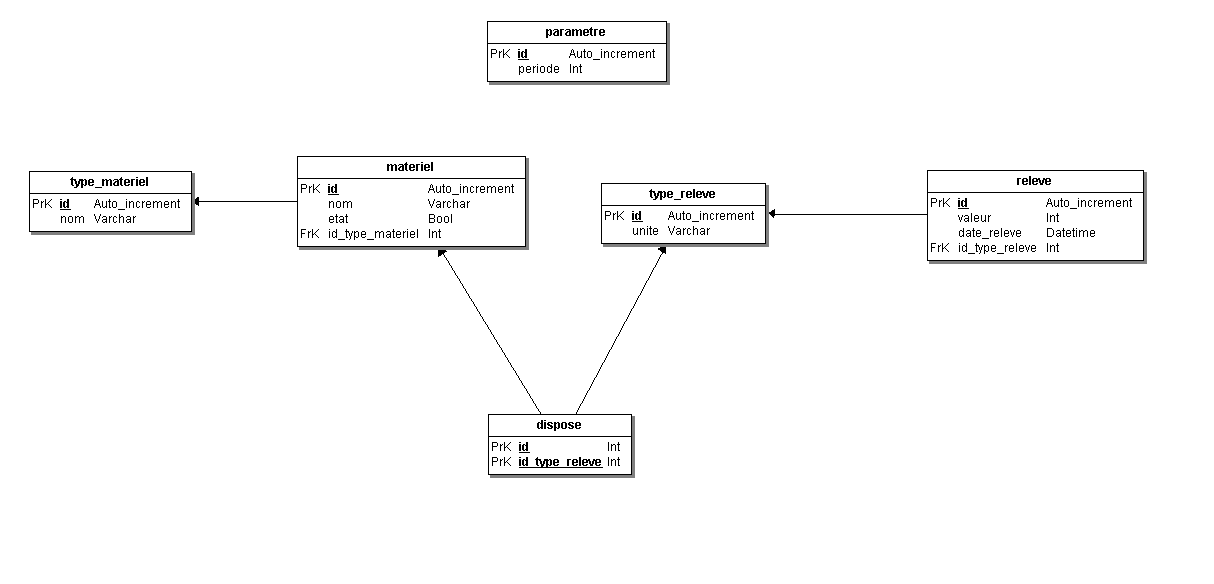 parametre
PrK id Auto_increment
periode Int
type_materiel
PrK id Auto_increment
nom Varchar
materiel
PrK id Auto_increment
nom Varchar
etat Bool
FrK id_type_materiel Int
type_releve
PrK id Auto_increment
unite Varchar
releve
PrK id Auto_increment
valeur Int
date_releve Datetime
FrK id_type_releve Int
dispose
PrK id Int
PrK id_type_releve Int